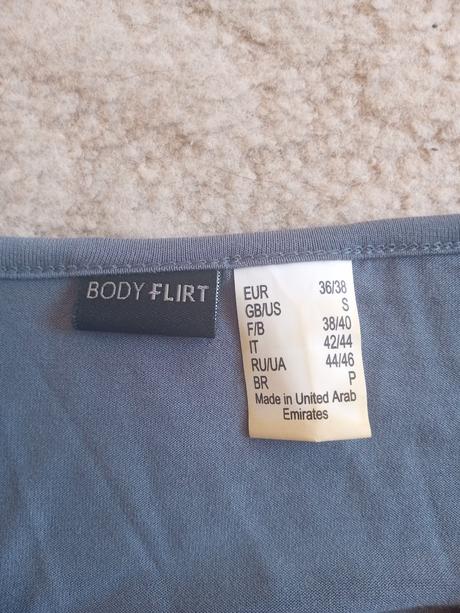 BODY FLIRT
EUR 36/38
GB/US S
F/B 38/40
IT 42/44
RU/UA 44/46
BR P
Made in United Arab
Emirates